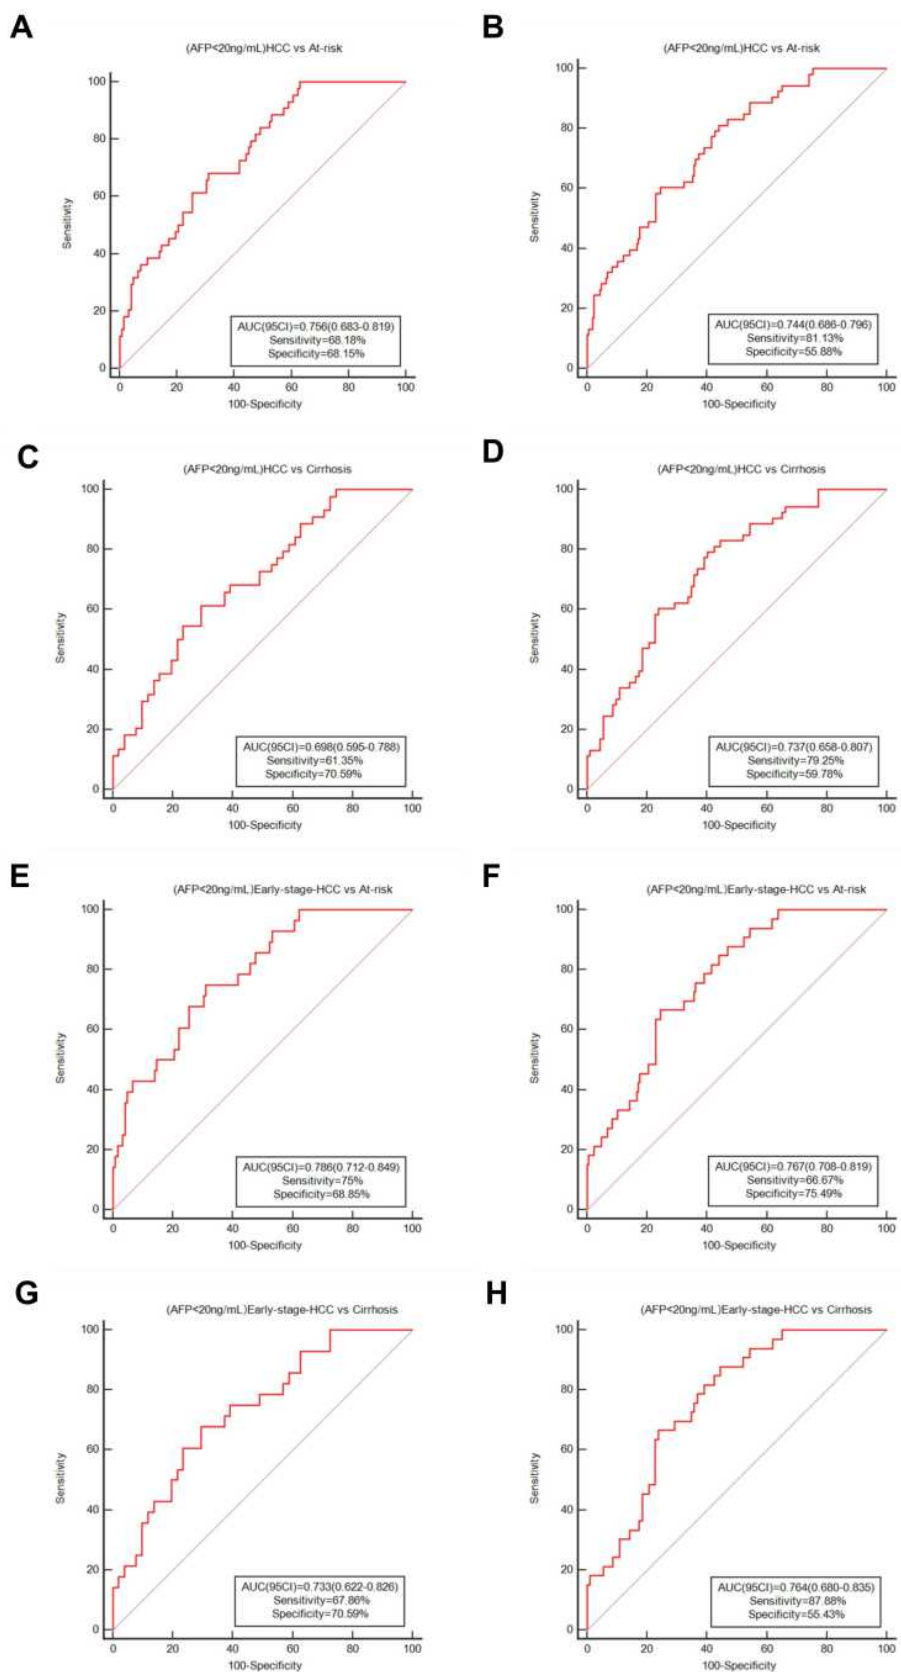 A
(AFP<20ng/mL)HCC vs At-risk
100
80
60
40
20
0
Sensitivity
AUC(95CI)=0.756(0.683-0.819)
Sensitivity=68.18%
Specificity=68.15%
0 20 40 60 80 100
100-Specificity
B
(AFP<20ng/mL)HCC vs At-risk
100
80
60
40
20
0
Sensitivity
AUC(95CI)=0.744(0.686-0.796)
Sensitivity=81.13%
Specificity=55.88%
0 20 40 60 80 100
100-Specificity
C
(AFP<20ng/mL)HCC vs Cirrhosis
100
80
60
40
20
0
Sensitivity
AUC(95CI)=0.698(0.595-0.788)
Sensitivity=61.35%
Specificity=70.59%
0 20 40 60 80 100
100-Specificity
D
(AFP<20ng/mL)HCC vs Cirrhosis
100
80
60
40
20
0
Sensitivity
AUC(95CI)=0.737(0.658-0.807)
Sensitivity=79.25%
Specificity=59.78%
0 20 40 60 80 100
100-Specificity
E
(AFP<20ng/mL)Early-stage-HCC vs At-risk
100
80
60
40
20
0
Sensitivity
AUC(95CI)=0.786(0.712-0.849)
Sensitivity=75%
Specificity=68.85%
0 20 40 60 80 100
100-Specificity
F
(AFP<20ng/mL)Early-stage-HCC vs At-risk
100
80
60
40
20
0
Sensitivity
AUC(95CI)=0.767(0.708-0.819)
Sensitivity=66.67%
Specificity=75.49%
0 20 40 60 80 100
100-Specificity
G
(AFP<20ng/mL)Early-stage-HCC vs Cirrhosis
100
80
60
40
20
0
Sensitivity
AUC(95CI)=0.733(0.622-0.826)
Sensitivity=67.86%
Specificity=70.59%
0 20 40 60 80 100
100-Specificity
H
(AFP<20ng/mL)Early-stage-HCC vs Cirrhosis
100
80
60
40
20
0
Sensitivity
AUC(95CI)=0.764(0.680-0.835)
Sensitivity=87.88%
Specificity=55.43%
0 20 40 60 80 100
100-Specificity